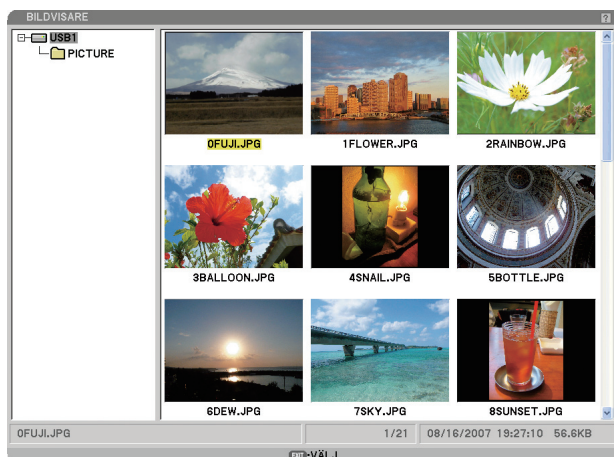 BILDVISARE
USB1
PICTURE
0FUJI.JPG 1FLOWER.JPG 2RAINBOW.JPG
3BALLOON.JPG 4SNAIL.JPG 5BOTTLE.JPG
6DEW.JPG 7SKY.JPG 8SUNSET.JPG
0FUJI.JPG 1/21 08/16/2007 19:27:10 56.6KB
EXIT:VÄLJ